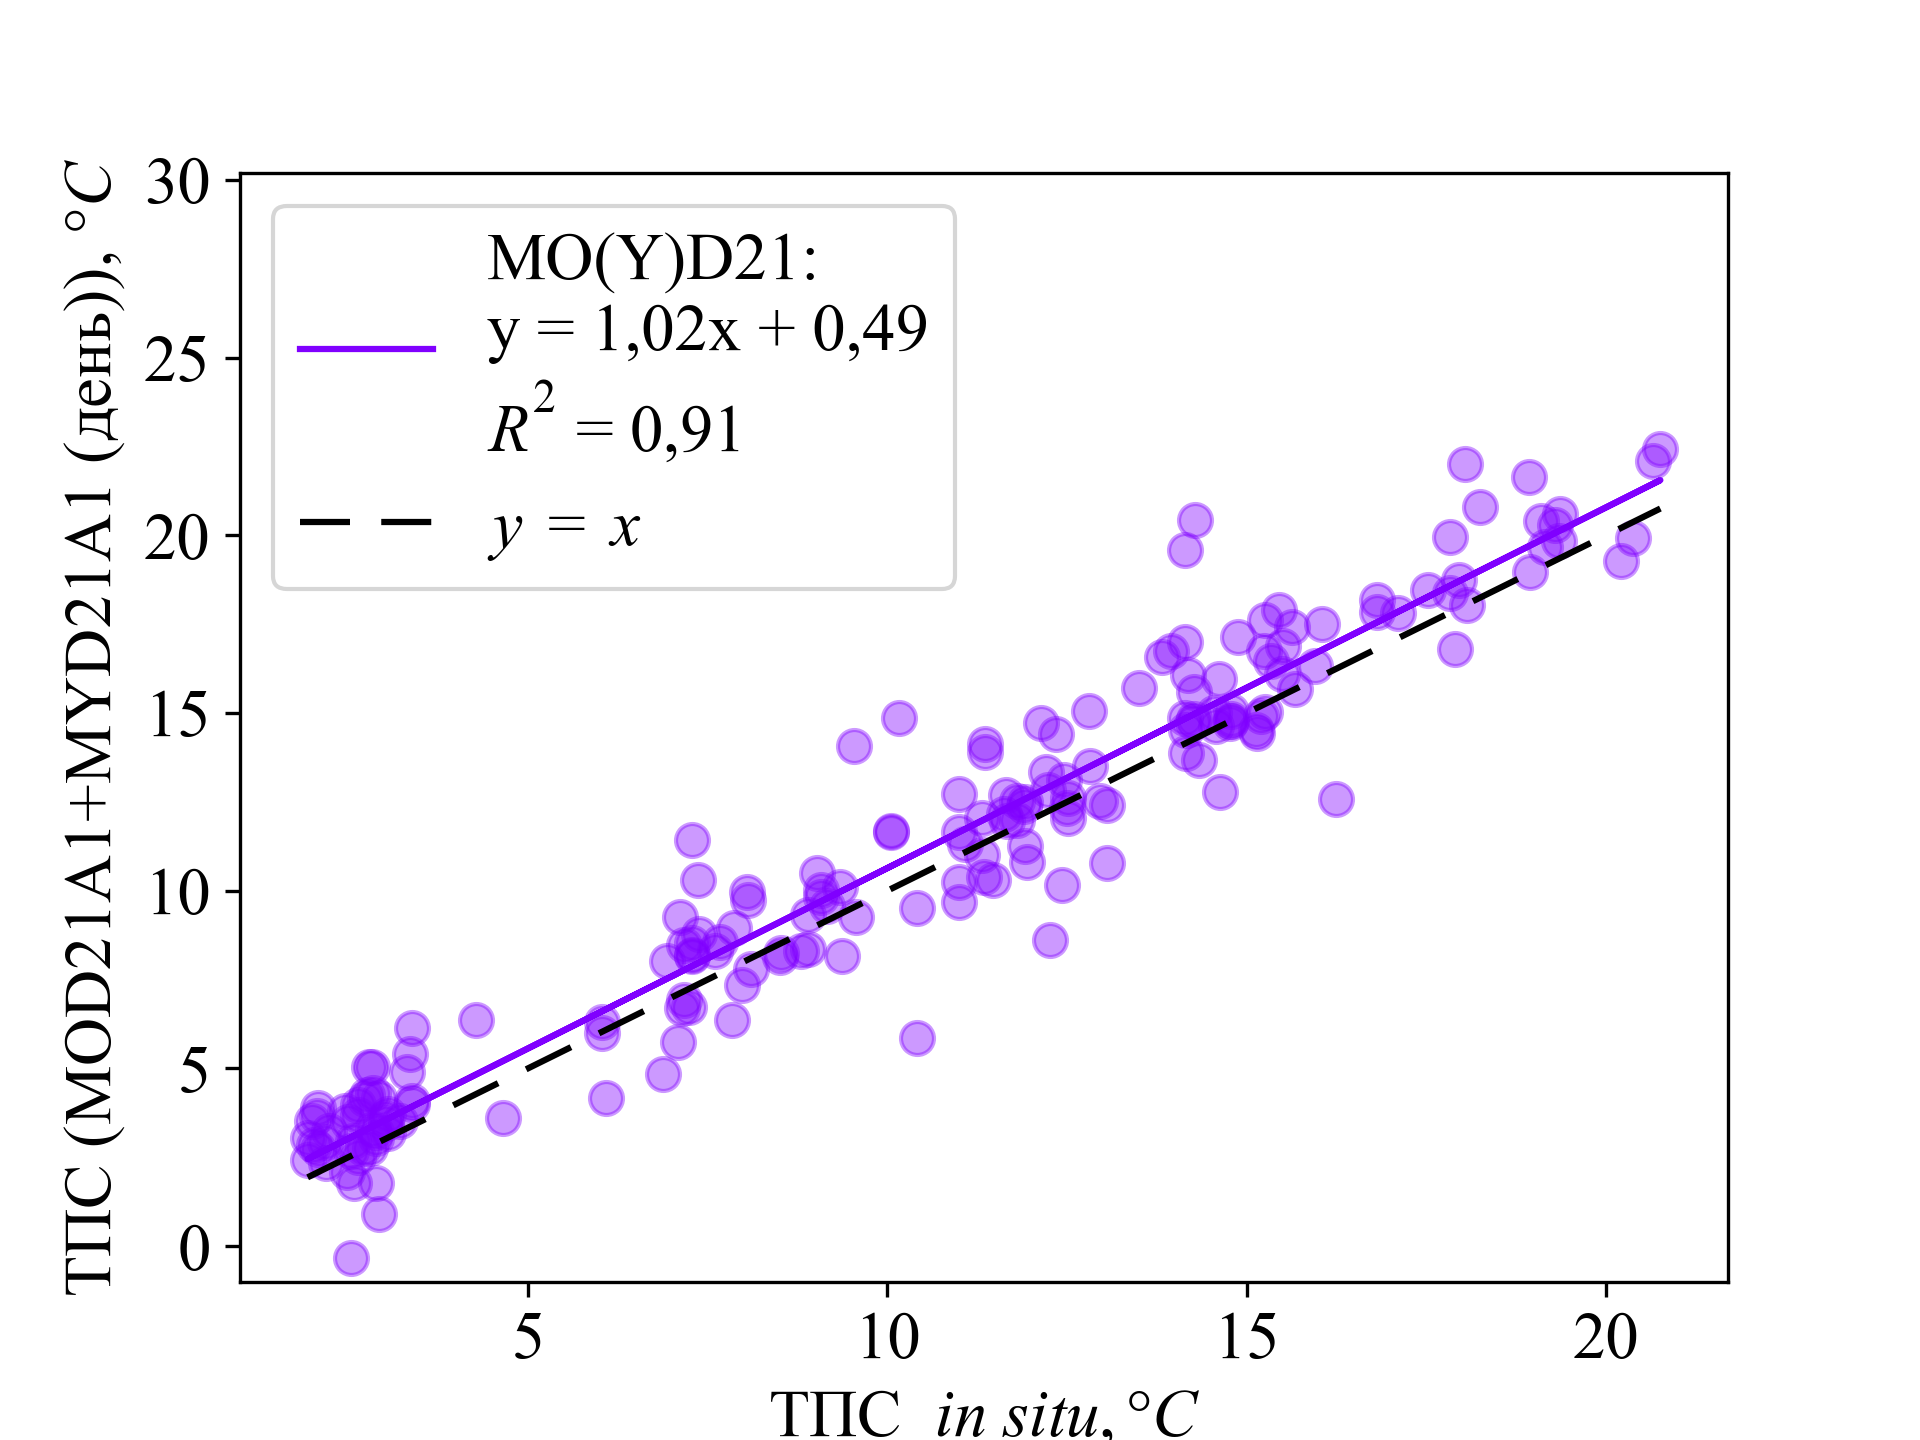 ТПС (MOD21A1+MYD21A1 (день)), °C
30
25
20
15
10
5
0
MO(Y)D21:
y = 1,02x + 0,49
R² = 0,91
y = x
5 10 15 20
ТПС in situ, °C